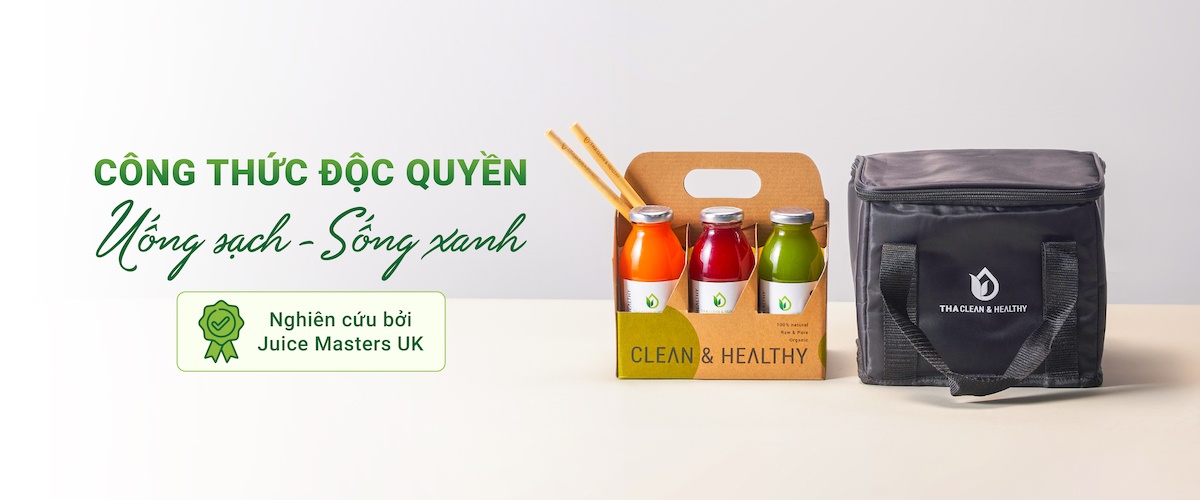 CÔNG THỨC ĐỘC QUYỀN
Uống sạch - Sống xanh
Nghiên cứu bởi
Juice Masters UK
100% natural
Raw & Pure
Organic
CLEAN & HEALTHY
THA CLEAN & HEALTHY